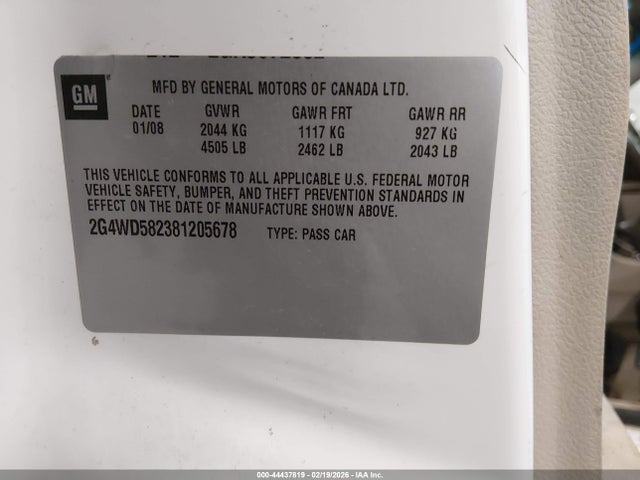 GM
MFD BY GENERAL MOTORS OF CANADA LTD.
DATE GVWR GAWR FRT GAWR RR
01/08 2044 KG 1117 KG 927 KG
4505 LB 2462 LB 2043 LB
THIS VEHICLE CONFORMS TO ALL APPLICABLE U.S. FEDERAL MOTOR
VEHICLE SAFETY, BUMPER, AND THEFT PREVENTION STANDARDS IN
EFFECT ON THE DATE OF MANUFACTURE SHOWN ABOVE.
2G4WD582381205678 TYPE: PASS CAR
000-44437819 - 02/19/2026 - IAA Inc.